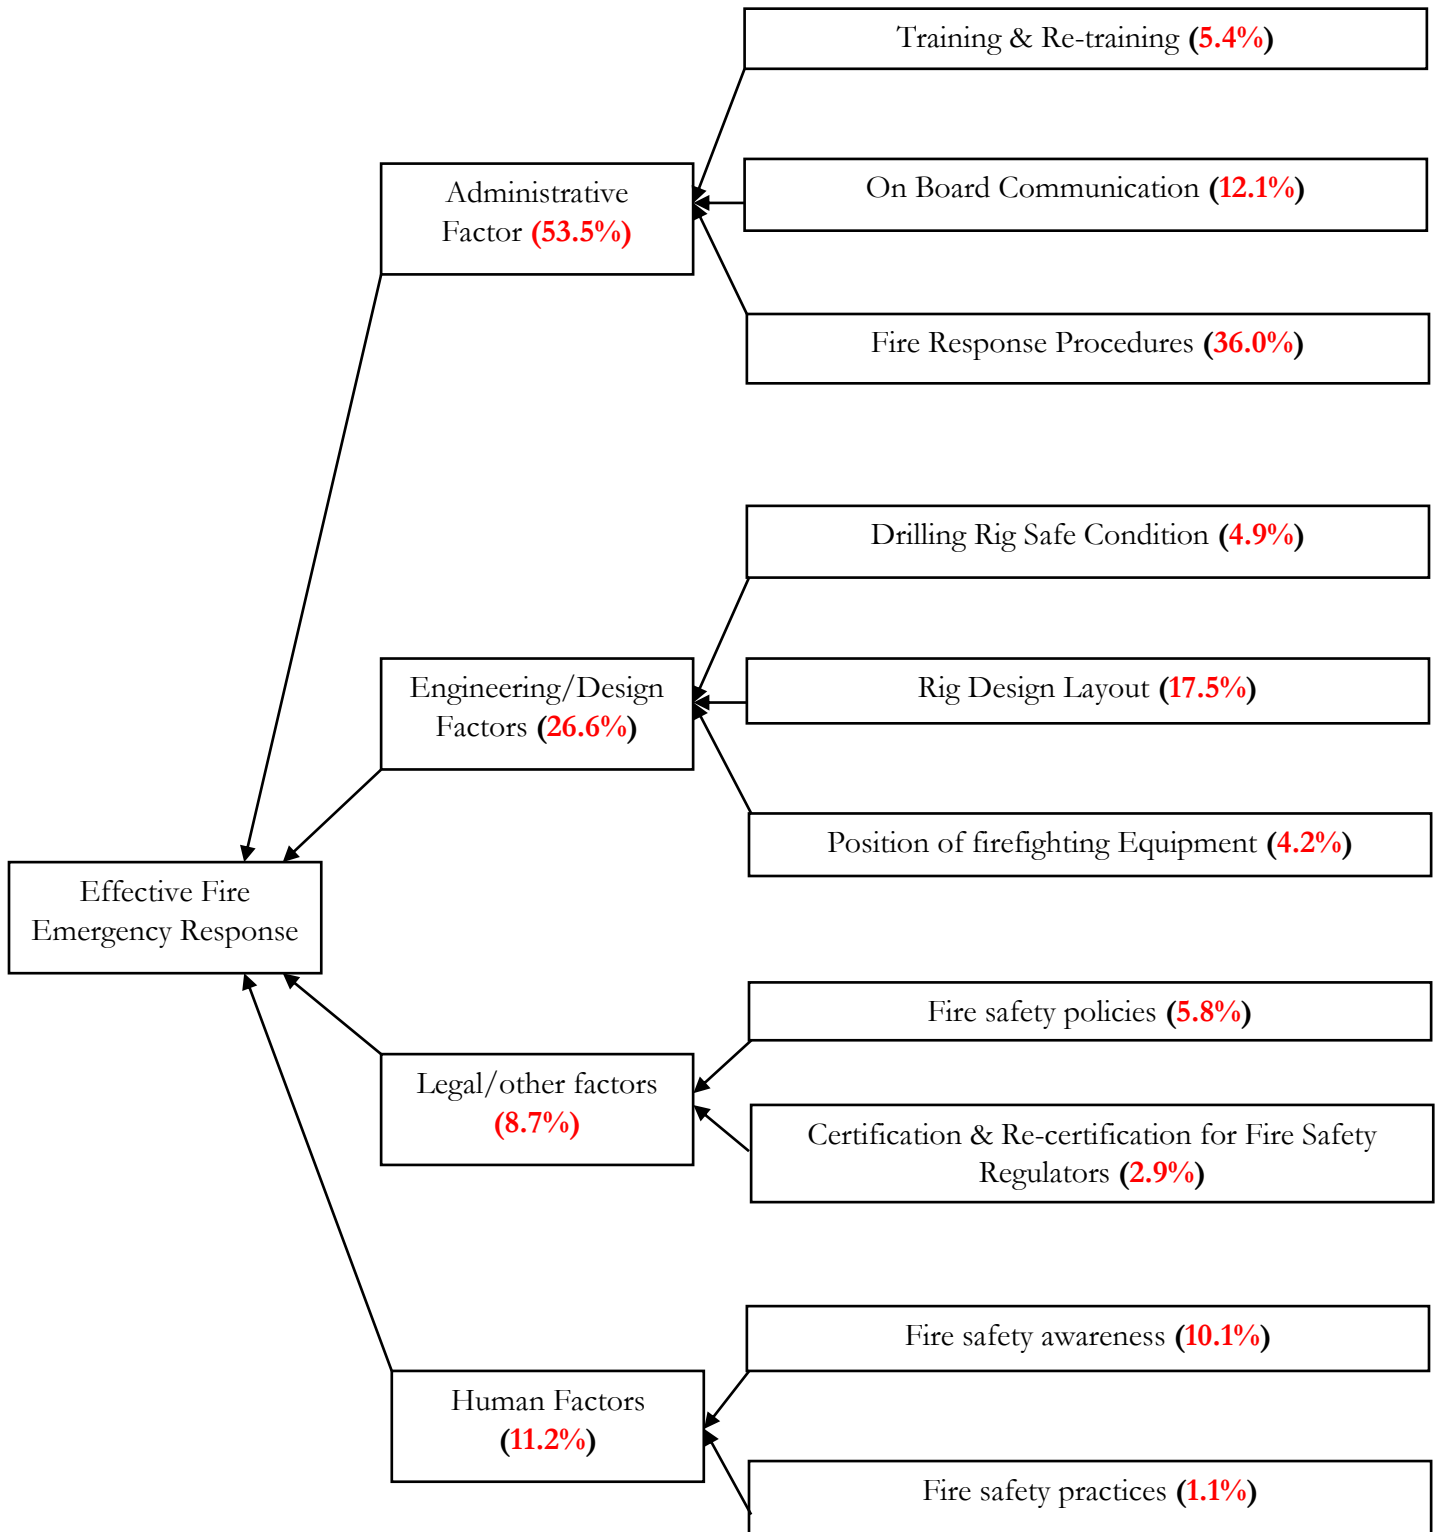 Training & Re-training (5.4%)
Administrative
Factor (53.5%)
On Board Communication (12.1%)
Fire Response Procedures (36.0%)
Drilling Rig Safe Condition (4.9%)
Engineering/Design
Factors (26.6%)
Rig Design Layout (17.5%)
Position of firefighting Equipment (4.2%)
Effective Fire
Emergency Response
Fire safety policies (5.8%)
Legal/other factors
(8.7%)
Certification & Re-certification for Fire Safety
Regulators (2.9%)
Fire safety awareness (10.1%)
Human Factors
(11.2%)
Fire safety practices (1.1%)